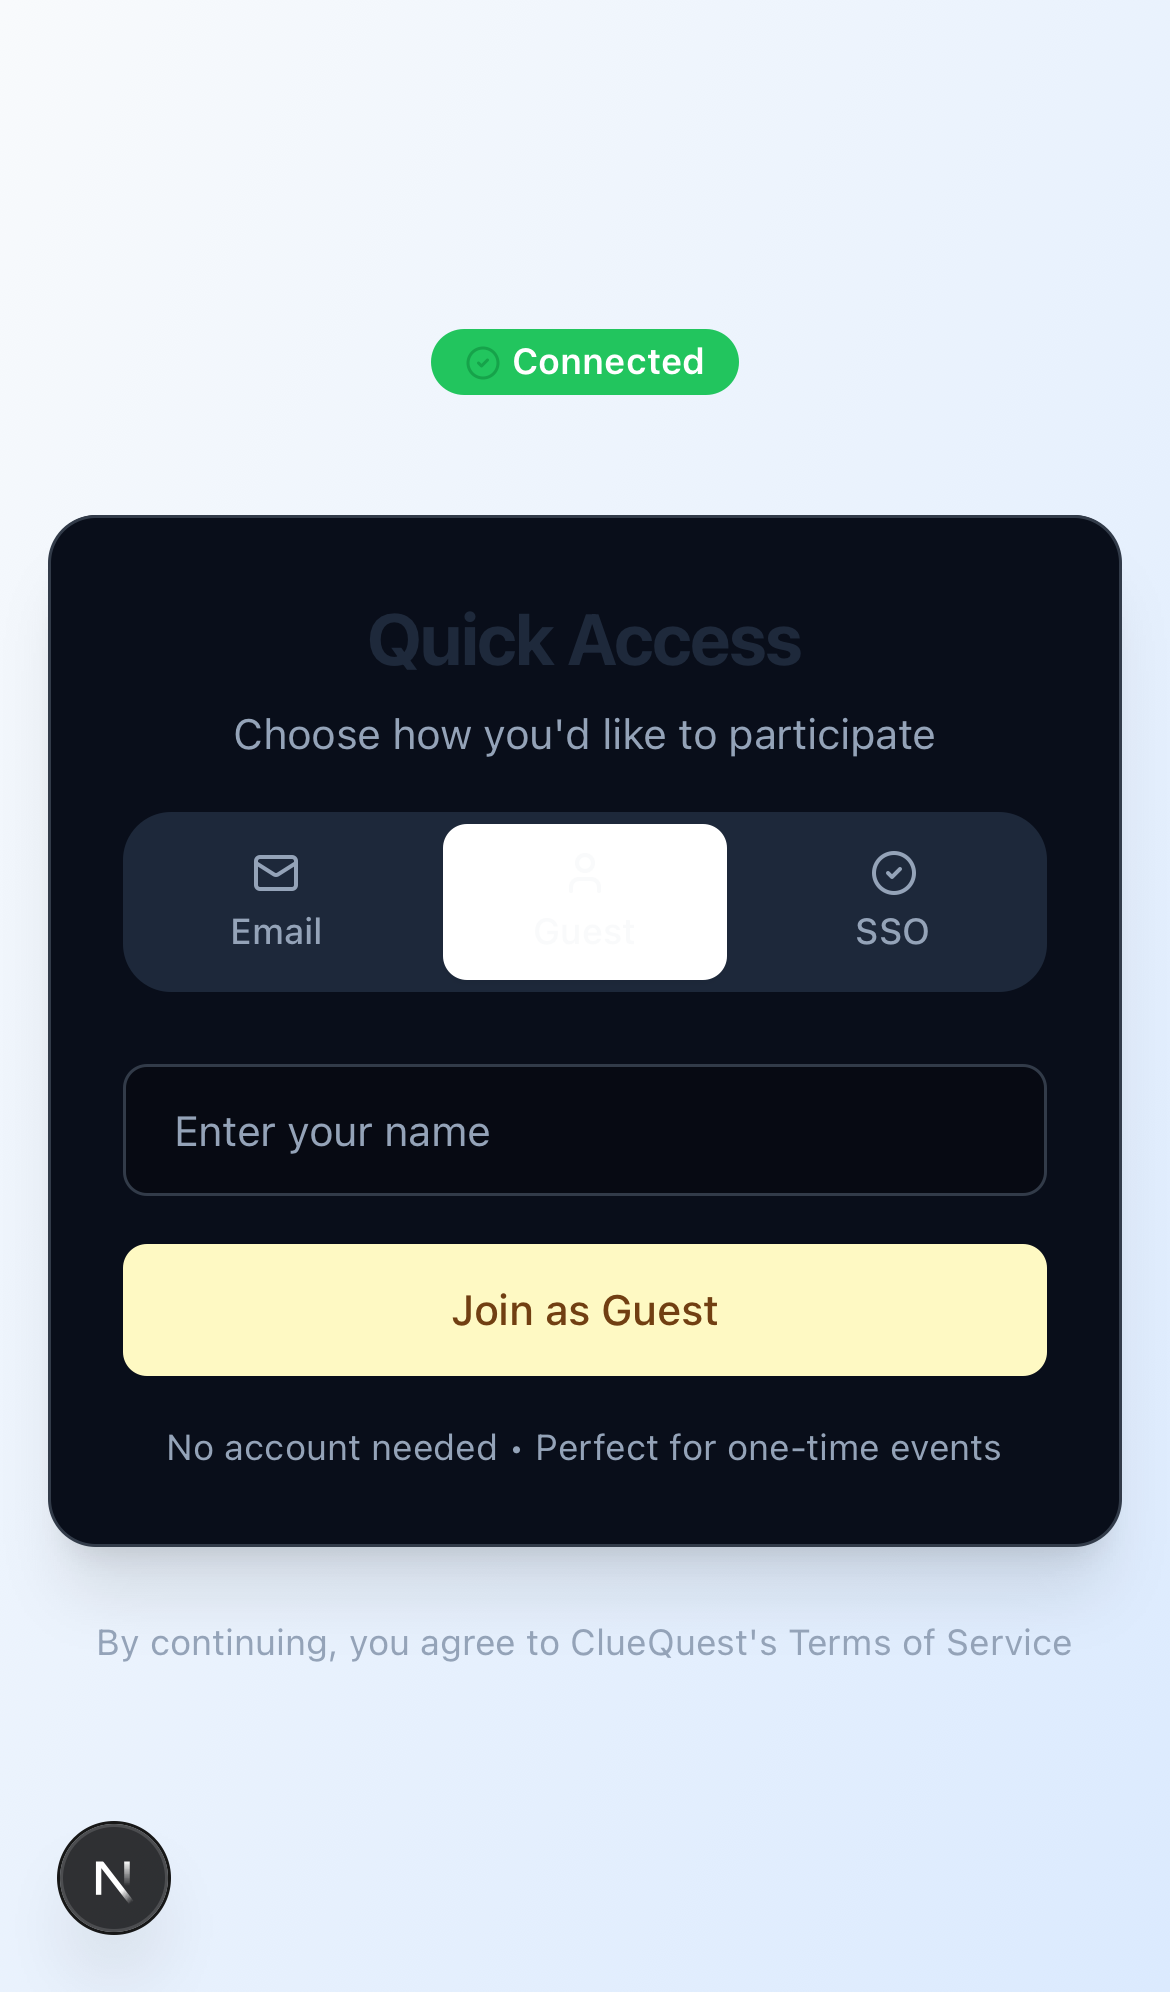 Connected
Quick Access
Choose how you'd like to participate
Email
Guest
SSO
Enter your name
Join as Guest
No account needed • Perfect for one-time events
By continuing, you agree to ClueQuest's Terms of Service
N